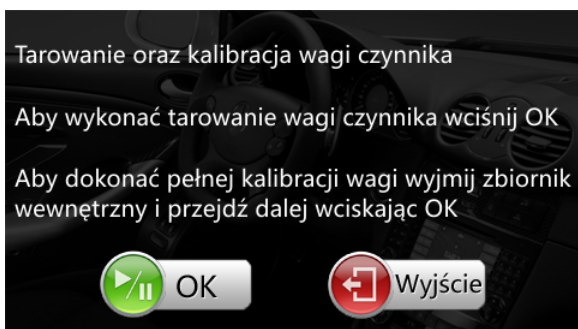 Tarowanie oraz kalibracja wagi czynnika
Aby wykonać tarowanie wagi czynnika wciśnij OK
Aby dokonać pełnej kalibracji wagi wyjmij zbiornik
wewnętrzny i przejdź dalej wciskając OK
OK
Wyjście